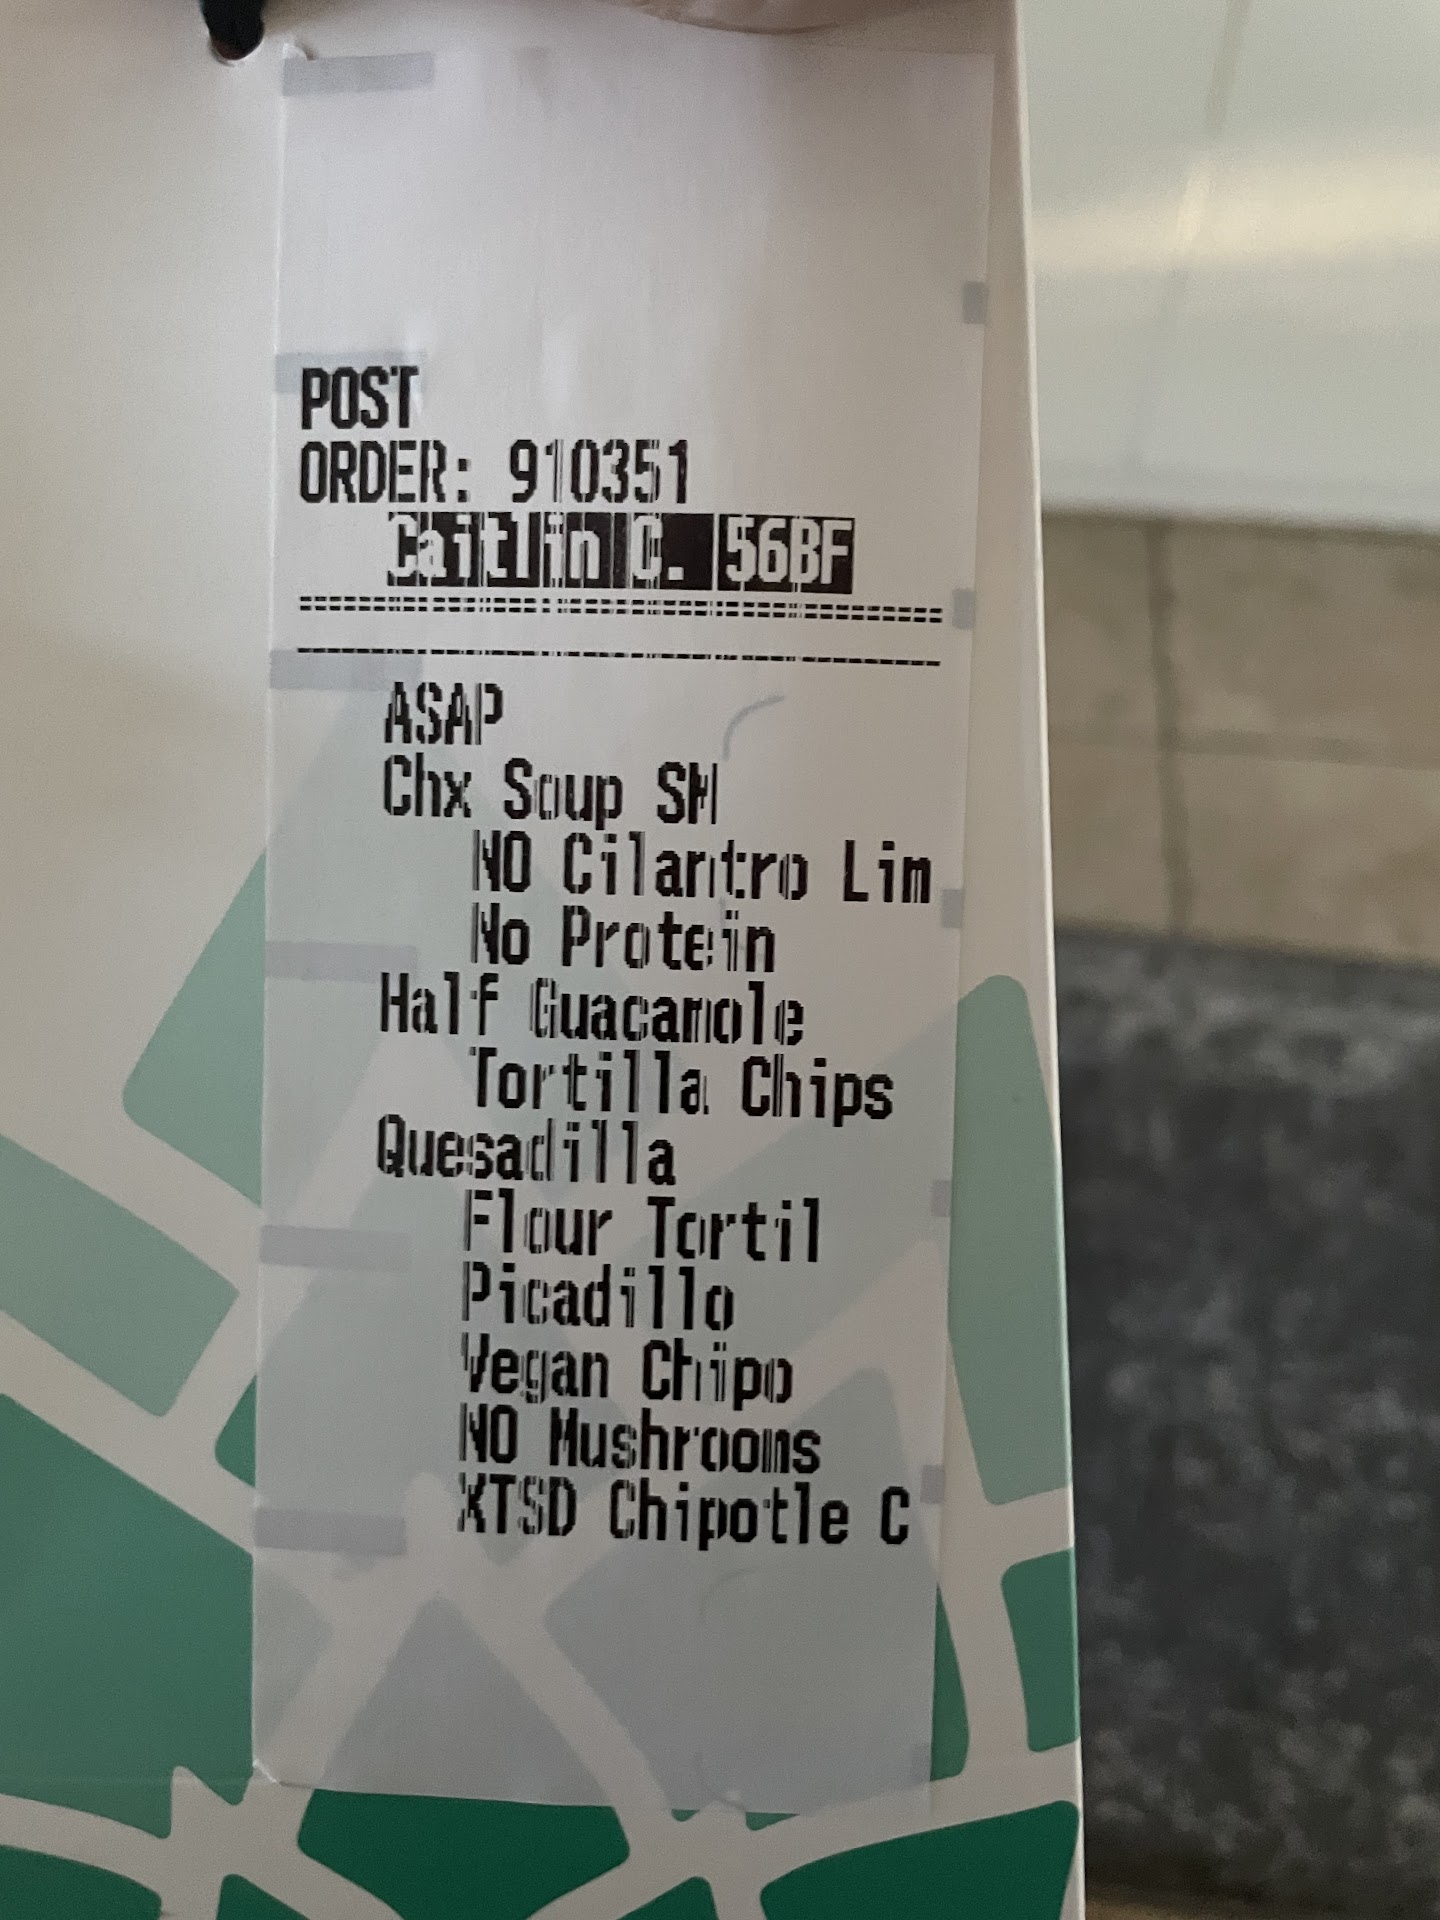 POST
ORDER: 910351
Caitlin C. 56BF
ASAP
Chx Soup SM
NO Cilantro Lim
No Protein
Half Guacamole
Tortilla Chips
Quesadilla
Flour Tortil
Picadillo
Vegan Chipo
NO Mushrooms
XTSD Chipotle C